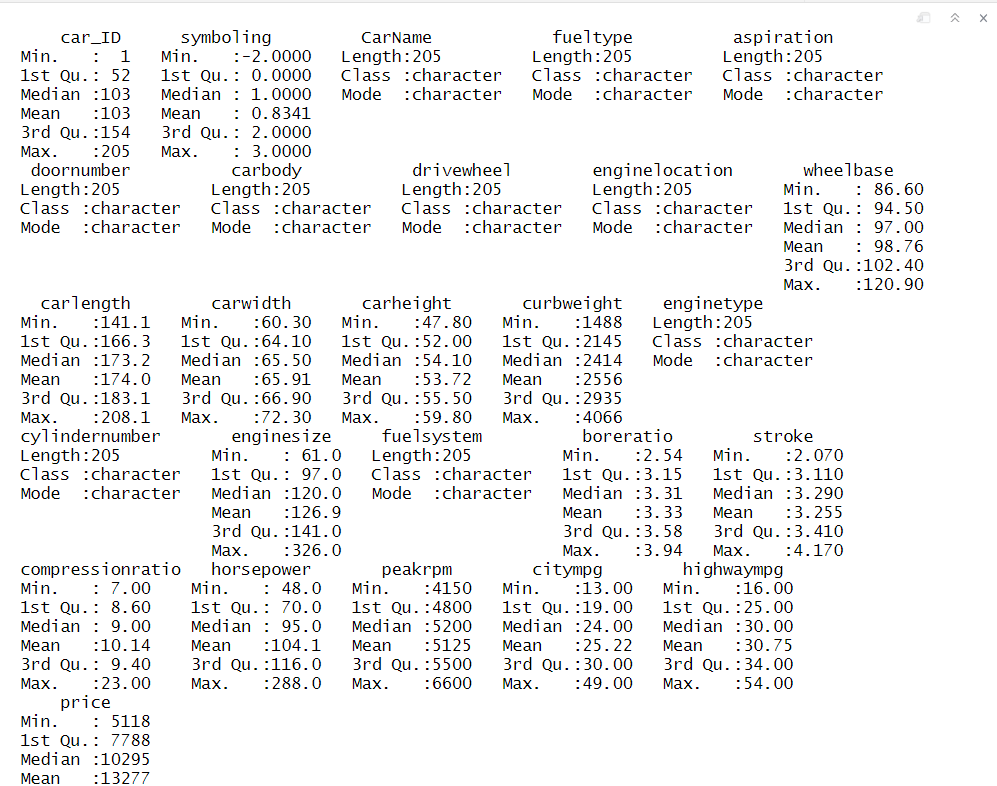 car_ID      symboling         CarName            fueltype          aspiration
Min.   :  1   Min.   :-2.0000   Length:205         Length:205         Length:205
1st Qu.: 52   1st Qu.: 0.0000   Class :character   Class :character   Class :character
Median :103   Median : 1.0000   Mode  :character   Mode  :character   Mode  :character
Mean   :103   Mean   : 0.8341
3rd Qu.:154   3rd Qu.: 2.0000
Max.   :205   Max.   : 3.0000
 doornumber          carbody           drivewheel        enginelocation       wheelbase
Length:205         Length:205         Length:205         Length:205         Min.   : 86.60
Class :character   Class :character   Class :character   Class :character   1st Qu.: 94.50
Mode  :character   Mode  :character   Mode  :character   Mode  :character   Median : 97.00
                                                                            Mean   : 98.76
                                                                            3rd Qu.:102.40
                                                                            Max.   :120.90
  carlength        carwidth       carheight       curbweight    enginetype
Min.   :141.1   Min.   :60.30   Min.   :47.80   Min.   :1488   Length:205
1st Qu.:166.3   1st Qu.:64.10   1st Qu.:52.00   1st Qu.:2145   Class :character
Median :173.2   Median :65.50   Median :54.10   Median :2414   Mode  :character
Mean   :174.0   Mean   :65.91   Mean   :53.72   Mean   :2556
3rd Qu.:183.1   3rd Qu.:66.90   3rd Qu.:55.50   3rd Qu.:2935
Max.   :208.1   Max.   :72.30   Max.   :59.80   Max.   :4066
cylindernumber       enginesize     fuelsystem          boreratio        stroke
Length:205         Min.   : 61.0   Length:205         Min.   :2.54   Min.   :2.070
Class :character   1st Qu.: 97.0   Class :character   1st Qu.:3.15   1st Qu.:3.110
Mode  :character   Median :120.0   Mode  :character   Median :3.31   Median :3.290
                   Mean   :126.9                      Mean   :3.33   Mean   :3.255
                   3rd Qu.:141.0                      3rd Qu.:3.58   3rd Qu.:3.410
                   Max.   :326.0                      Max.   :3.94   Max.   :4.170
compressionratio   horsepower       peakrpm        citympg        highwaympg
Min.   : 7.00    Min.   : 48.0   Min.   :4150   Min.   :13.00   Min.   :16.00
1st Qu.: 8.60    1st Qu.: 70.0   1st Qu.:4800   1st Qu.:19.00   1st Qu.:25.00
Median : 9.00    Median : 95.0   Median :5200   Median :24.00   Median :30.00
Mean   :10.14    Mean   :104.1   Mean   :5125   Mean   :25.22   Mean   :30.75
3rd Qu.: 9.40    3rd Qu.:116.0   3rd Qu.:5500   3rd Qu.:30.00   3rd Qu.:34.00
Max.   :23.00    Max.   :288.0   Max.   :6600   Max.   :49.00   Max.   :54.00
    price
Min.   : 5118
1st Qu.: 7788
Median :10295
Mean   :13277